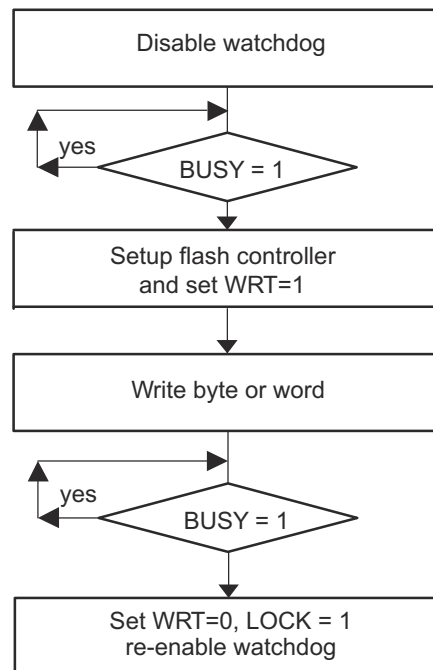 Disable watchdog
yes
BUSY = 1
Setup flash controller
and set WRT=1
Write byte or word
yes
BUSY = 1
Set WRT=0, LOCK = 1
re-enable watchdog